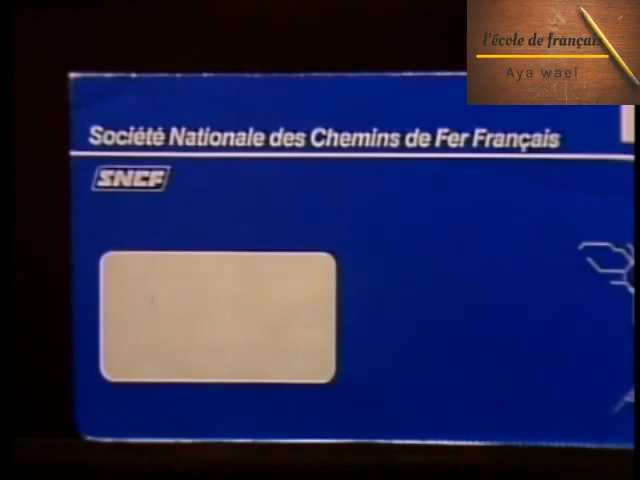 l'école de français
Aya wael
Société Nationale des Chemins de Fer Français
SNCF